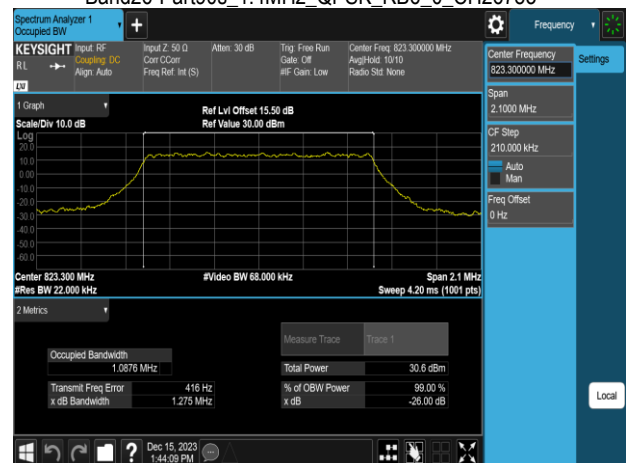 Band26 Part90S_1.4MHz_QPSK_RB6_0_CH26786
Spectrum Analyzer 1
Occupied BW
+
Frequency
KEYSIGHT
Input: RF
Input Z: 50 Ω
Atten: 30 dB
Trig: Free Run
Center Freq: 823.300000 MHz
RL
Coupling: DC
Corr CCorr
Gate: Off
Avg|Hold: 10/10
Align: Auto
Freq Ref: Int (S)
#IF Gain: Low
Radio Std: None
LXI
Center Frequency
823.300000 MHz
Settings
Span
2.1000 MHz
CF Step
210.000 kHz
Auto
Man
Freq Offset
0 Hz
1 Graph
Ref Lvl Offset 15.50 dB
Scale/Div 10.0 dB
Ref Value 30.00 dBm
Log
20.0
10.0
0.00
-10.0
-20.0
-30.0
-40.0
-50.0
-60.0
Center 823.300 MHz
#Video BW 68.000 kHz
Span 2.1 MHz
#Res BW 22.000 kHz
Sweep 4.20 ms (1001 pts)
2 Metrics
Measure Trace
Trace 1
Occupied Bandwidth
1.0876 MHz
Total Power
30.6 dBm
Transmit Freq Error
416 Hz
% of OBW Power
99.00 %
x dB Bandwidth
1.275 MHz
x dB
-26.00 dB
Local
?
Dec 15, 2023
1:44:09 PM